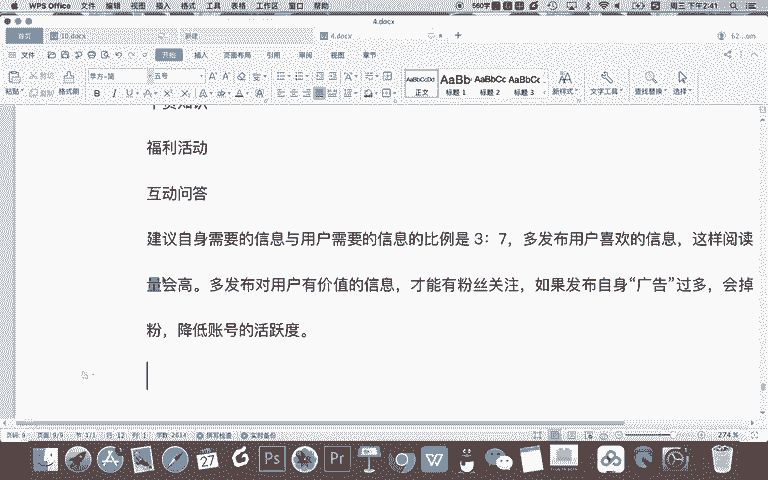 WPS Office 文件 编辑 视图 插入 格式 工具 表格 窗口 帮助
周三 下午2:41
4.docx
首页 10.docx 4.docx
文件 开始 插入 页面布局 引用 审阅 视图 章节
粘贴 剪切 复制 格式刷 五号 AaBbCcDd AaBb AaBbCc AaBbCc
正文 标题 1 标题 2 标题 3 新样式 文字工具 查找替换 选择
干货知识
福利活动
互动问答
建议自身需要的信息与用户需要的信息的比例是 3：7，多发布用户喜欢的信息，这样阅读
量会高。多发布对用户有价值的信息，才能有粉丝关注，如果发布自身“广告”过多，会掉
粉，降低账号的活跃度。
页码: 9 页面: 9/9 节: 1/1 行: 12 列: 1 字数: 2614 拼写检查 实时备份 274 %
27
Ps
Pr